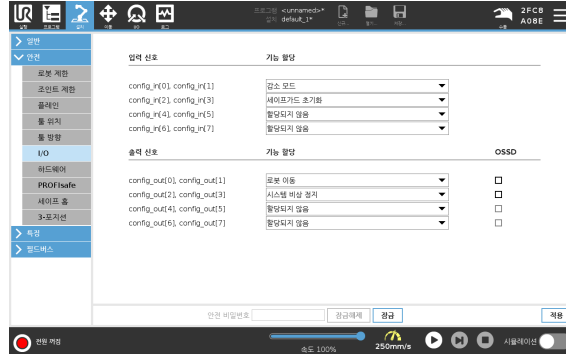 UR
실행 프로그램 설치 이동 I/O 로그
프로그램 <unnamed>*
설치 default_1*
신규... 열기... 저장...
수동
2FC8
A08E
일반
안전
로봇 제한
조인트 제한
플레인
툴 위치
툴 방향
I/O
하드웨어
PROFIsafe
세이프 홈
3-포지션
특징
필드버스
입력 신호 기능 할당
config_in[0], config_in[1] 감소 모드
config_in[2], config_in[3] 세이프가드 초기화
config_in[4], config_in[5] 할당되지 않음
config_in[6], config_in[7] 할당되지 않음
출력 신호 기능 할당 OSSD
config_out[0], config_out[1] 로봇 이동
config_out[2], config_out[3] 시스템 비상 정지
config_out[4], config_out[5] 할당되지 않음
config_out[6], config_out[7] 할당되지 않음
안전 비밀번호 잠금해제 잠금 적용
전원 꺼짐
속도 100%
250mm/s
시뮬레이션